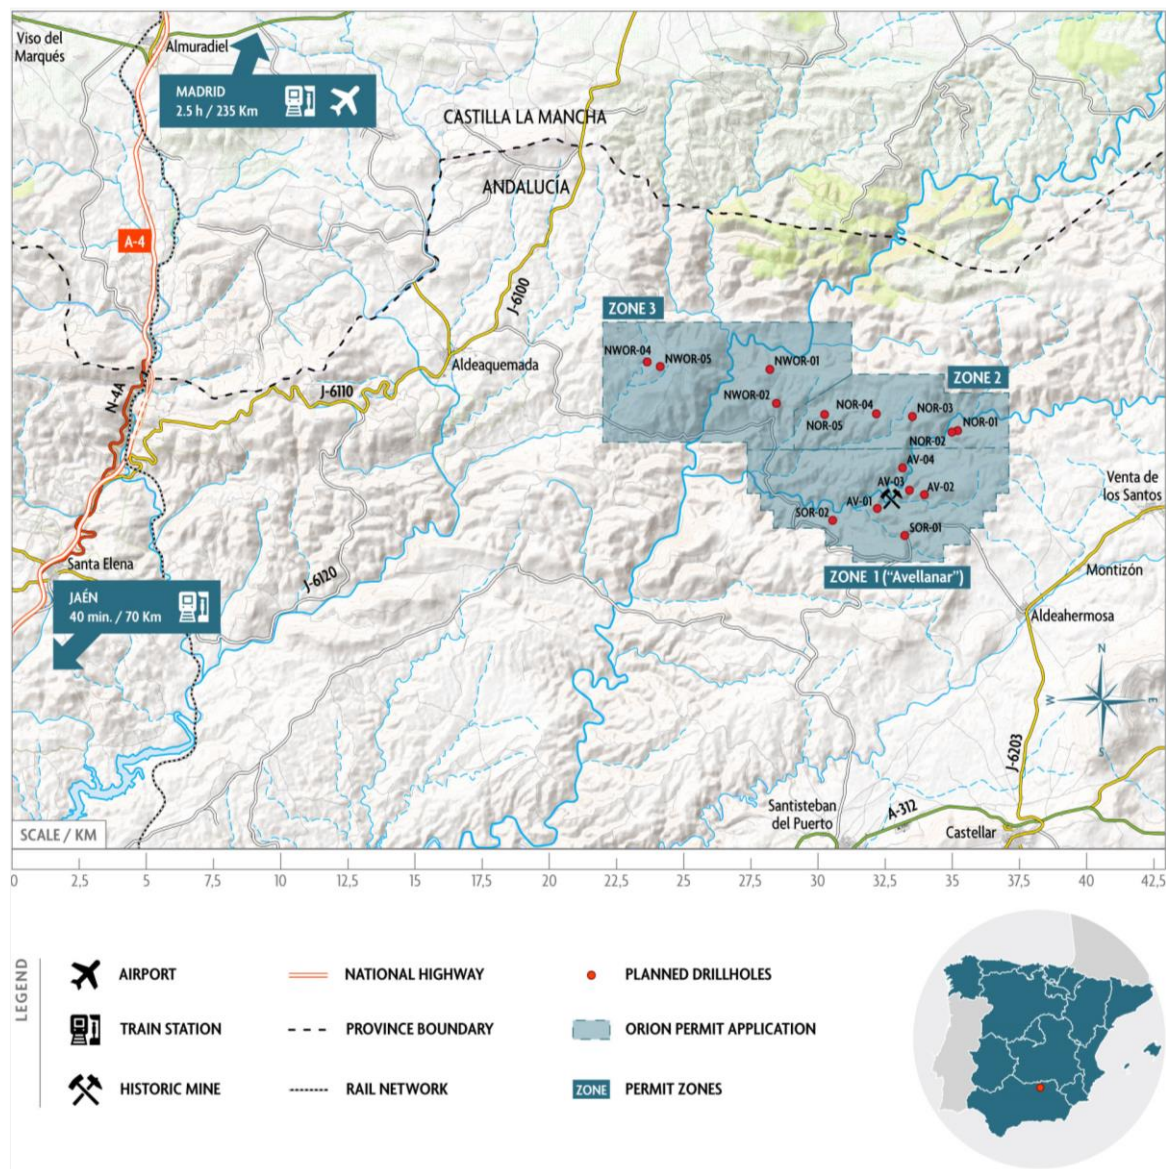 Viso del
Marqués
Almuradiel
MADRID
2.5 h / 235 Km
CASTILLA LA MANCHA
ANDALUCÍA
A-4
J-6100
ZONE 3
NWOR-04
NWOR-05
NWOR-01
Aldeaquemada
ZONE 2
N-4A
J-6110
NWOR-02
NOR-04
NOR-03
NOR-05
NOR-01
NOR-02
AV-04
Venta de
los Santos
AV-03
AV-02
AV-01
SOR-02
SOR-01
Santa Elena
J-6120
ZONE 1 ("Avellanar")
Montizón
JAÉN
40 min. / 70 Km
Aldeahermosa
N
W
E
S
J-6203
Santisteban
del Puerto
A-312
Castellar
SCALE / KM
0
2,5
5
7,5
10
12,5
15
17,5
20
22,5
25
27,5
30
32,5
35
37,5
40
42,5
LEGEND
AIRPORT
NATIONAL HIGHWAY
PLANNED DRILLHOLES
TRAIN STATION
PROVINCE BOUNDARY
ORION PERMIT APPLICATION
HISTORIC MINE
RAIL NETWORK
ZONE
PERMIT ZONES